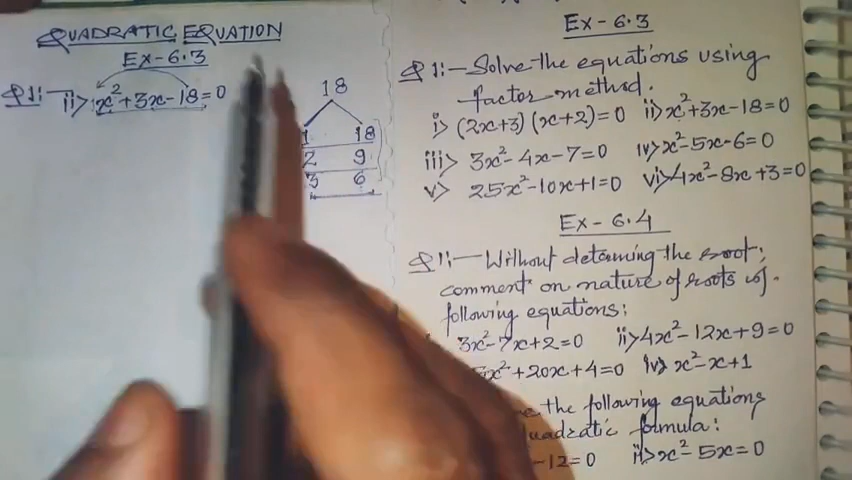 QUADRATIC EQUATION
Ex-6.3
Q1:- ii> x²+3x-18=0
18
1 18
2 9
3 6
Ex-6.3
Q1:- Solve the equations using
factor method.
i> (2x+3)(x+2)=0 ii> x²+3x-18=0
iii> 3x²-4x-7=0 iv> x²-5x-6=0
v> 25x²-10x+1=0 vi> 4x²-8x+3=0
Ex-6.4
Q1:- Without detarming the root;
comment on nature of roots of
following equations:
3x²-7x+2=0 ii> 4x²-12x+9=0
x²+20x+4=0 iv> x²-x+1
the following equations
formula:
-12=0 ii> x²-5x=0